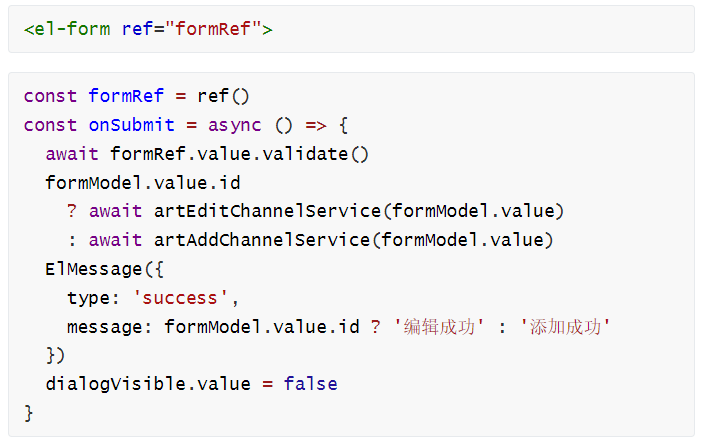 <el-form ref="formRef">
const formRef = ref()
const onSubmit = async () => {
  await formRef.value.validate()
  formModel.value.id
    ? await artEditChannelService(formModel.value)
    : await artAddChannelService(formModel.value)
  ElMessage({
    type: 'success',
    message: formModel.value.id ? '编辑成功' : '添加成功'
  })
  dialogVisible.value = false
}